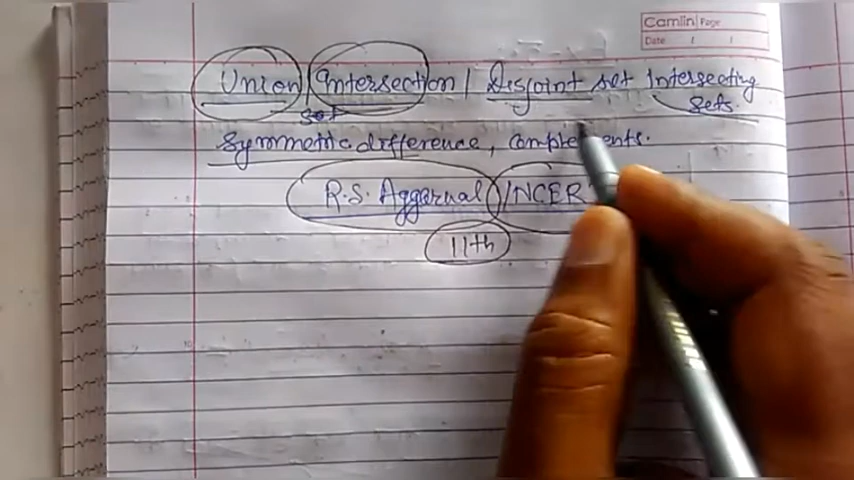 Camlin Page
Date / /
Union / Intersection / Disjoint set Intersecting
set sets.
Symmetric difference, complements.
R.S. Aggarwal / NCER
11th